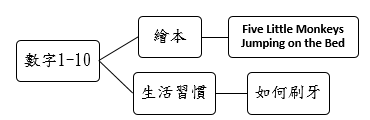 數字1-10
繪本
Five Little Monkeys
Jumping on the Bed
生活習慣
如何刷牙